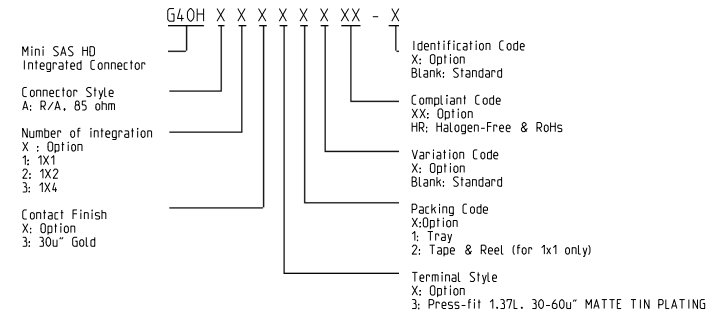 G40H X X X X X X XX - X
Mini SAS HD
Integrated Connector
Connector Style
A: R/A, 85 ohm
Number of integration
X : Option
1: 1X1
2: 1X2
3: 1X4
Contact Finish
X: Option
3: 30u" Gold
Identification Code
X: Option
Blank: Standard
Compliant Code
XX: Option
HR: Halogen-Free & RoHs
Variation Code
X: Option
Blank: Standard
Packing Code
X:Option
1: Tray
2: Tape & Reel (for 1x1 only)
Terminal Style
X: Option
3: Press-fit 1.37L, 30-60u" MATTE TIN PLATING